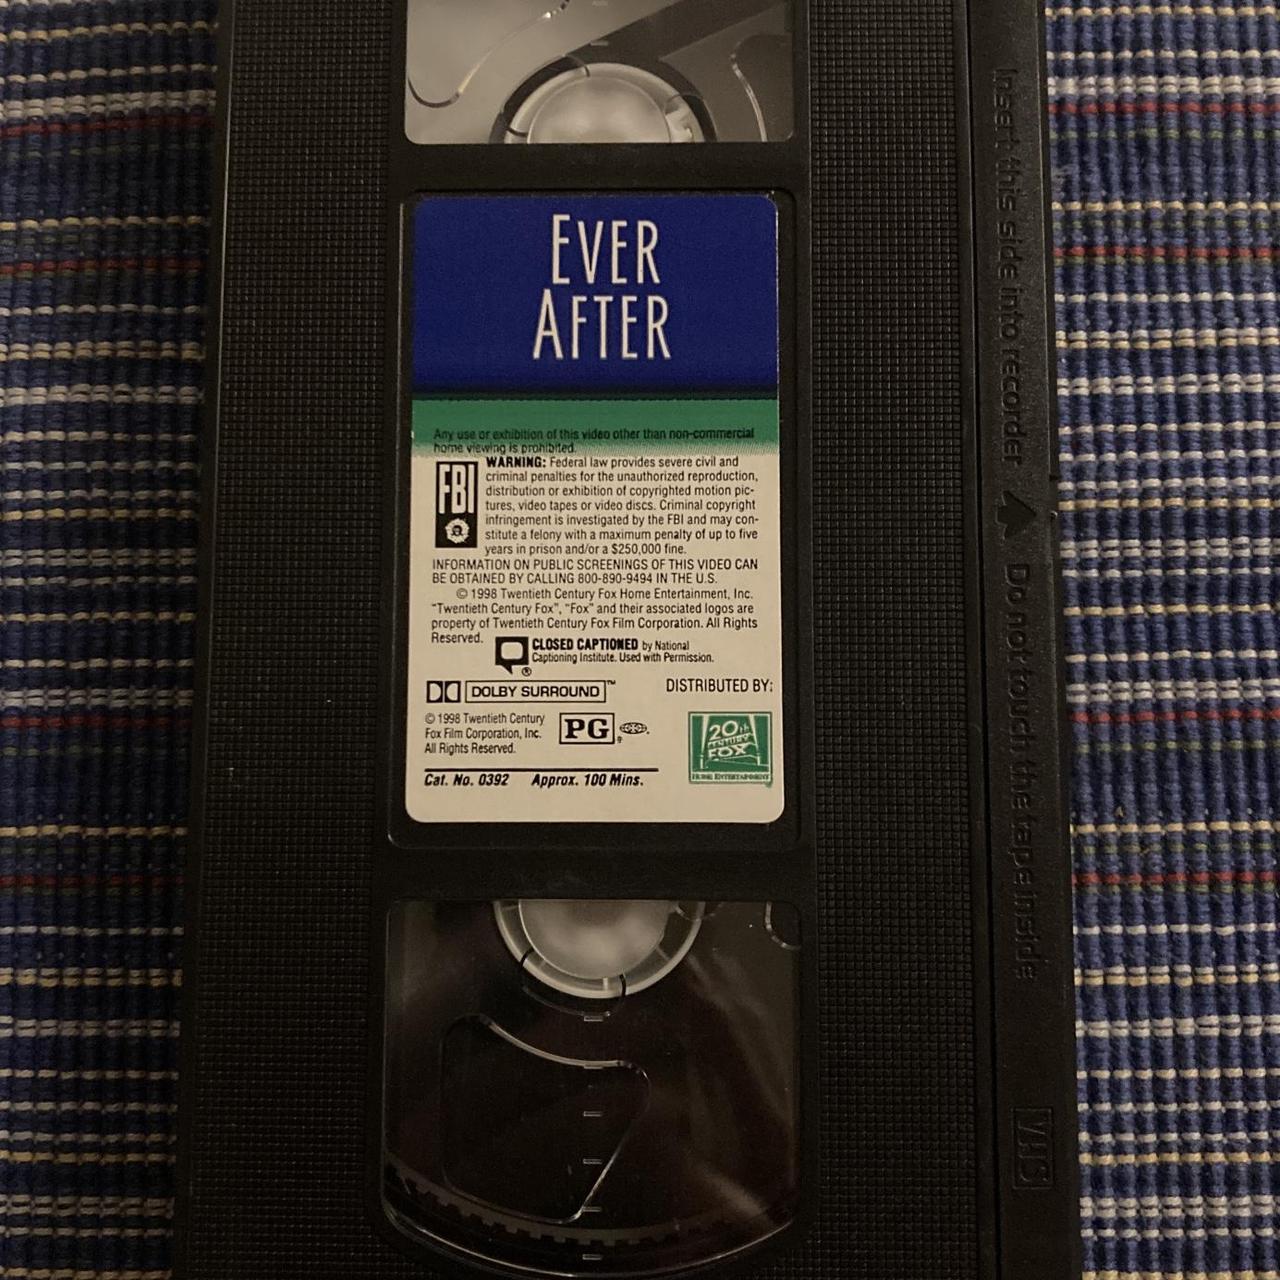 EVER
AFTER
Any use or exhibition of this video other than non-commercial
home viewing is prohibited.
FBI
WARNING: Federal law provides severe civil and
criminal penalties for the unauthorized reproduction,
distribution or exhibition of copyrighted motion pic-
tures, video tapes or video discs. Criminal copyright
infringement is investigated by the FBI and may con-
stitute a felony with a maximum penalty of up to five
years in prison and/or a $250,000 fine.
INFORMATION ON PUBLIC SCREENINGS OF THIS VIDEO CAN
BE OBTAINED BY CALLING 800-890-9494 IN THE U.S.
© 1998 Twentieth Century Fox Home Entertainment, Inc.
"Twentieth Century Fox", "Fox" and their associated logos are
property of Twentieth Century Fox Film Corporation. All Rights
Reserved.
CLOSED CAPTIONED by National
Captioning Institute. Used with Permission.
®
DOLBY SURROUND™
DISTRIBUTED BY:
© 1998 Twentieth Century
Fox Film Corporation, Inc.
All Rights Reserved.
PG®
20th
CENTURY
FOX
HOME ENTERTAINMENT
Cat. No. 0392 Approx. 100 Mins.
Insert this side into recorder ▲ Do not touch the tape inside
VHS